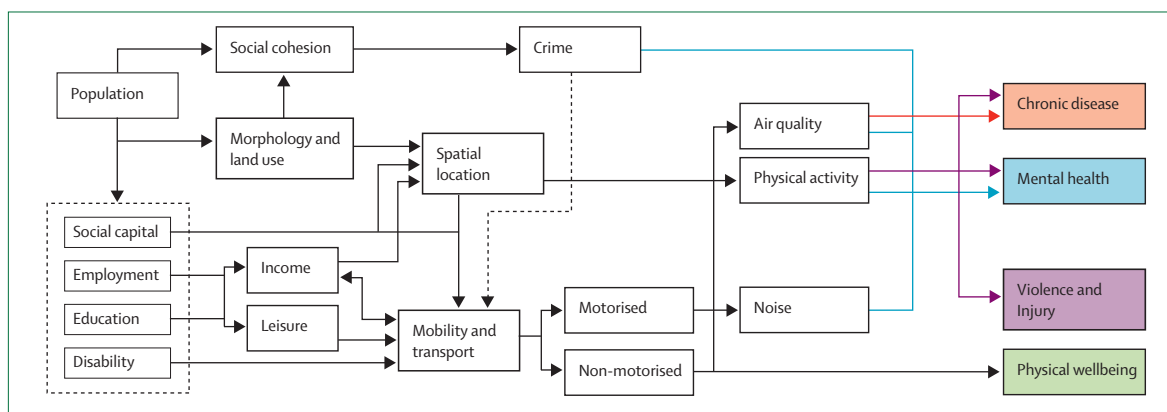 Social cohesion
Crime
Population
Chronic disease
Air quality
Morphology and
land use
Spatial
location
Physical activity
Mental health
Social capital
Employment
Income
Violence and
Injury
Motorised
Noise
Education
Leisure
Mobility and
transport
Disability
Non-motorised
Physical wellbeing